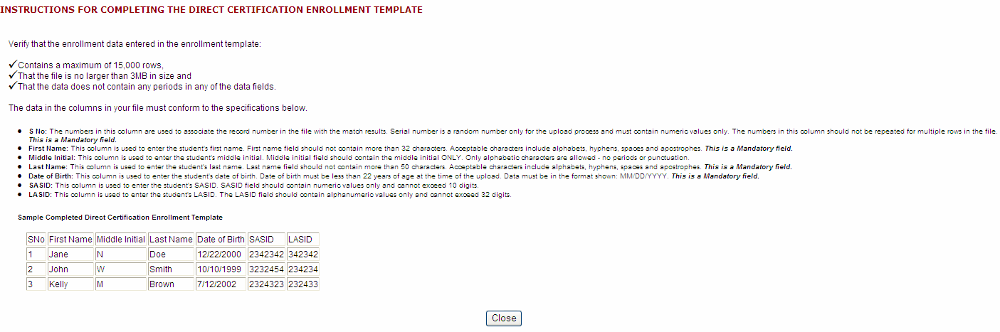 INSTRUCTIONS FOR COMPLETING THE DIRECT CERTIFICATION ENROLLMENT TEMPLATE
Verify that the enrollment data entered in the enrollment template:
✓Contains a maximum of 15,000 rows,
✓That the file is no larger than 3MB in size and
✓That the data does not contain any periods in any of the data fields.
The data in the columns in your file must conform to the specifications below.
• S No: The numbers in this column are used to associate the record number in the file with the match results. Serial number is a random number only for the upload process and must contain numeric values only. The numbers in this column should not be repeated for multiple rows in the file.
This is a Mandatory field.
• First Name: This column is used to enter the student's first name. First name field should not contain more than 32 characters. Acceptable characters include alphabets, hyphens, spaces and apostrophes. This is a Mandatory field.
• Middle Initial: This column is used to enter the student's middle initial. Middle initial field should contain the middle initial ONLY. Only alphabetic characters are allowed - no periods or punctuation.
• Last Name: This column is used to enter the student's last name. Last name field should not contain more than 50 characters. Acceptable characters include alphabets, hyphens, spaces and apostrophes. This is a Mandatory field.
• Date of Birth: This column is used to enter the student's date of birth. Date of birth must be less than 22 years of age at the time of the upload. Data must be in the format shown: MM/DD/YYYY. This is a Mandatory field.
• SASID: This column is used to enter the student's SASID. SASID field should contain numeric values only and cannot exceed 10 digits.
• LASID: This column is used to enter the student's LASID. The LASID field should contain alphanumeric values only and cannot exceed 32 digits.
Sample Completed Direct Certification Enrollment Template
SNo First Name Middle Initial Last Name Date of Birth SASID LASID
1 Jane N Doe 12/22/2000 2342342 342342
2 John W Smith 10/10/1999 3232454 234234
3 Kelly M Brown 7/12/2002 2324323 232433
Close